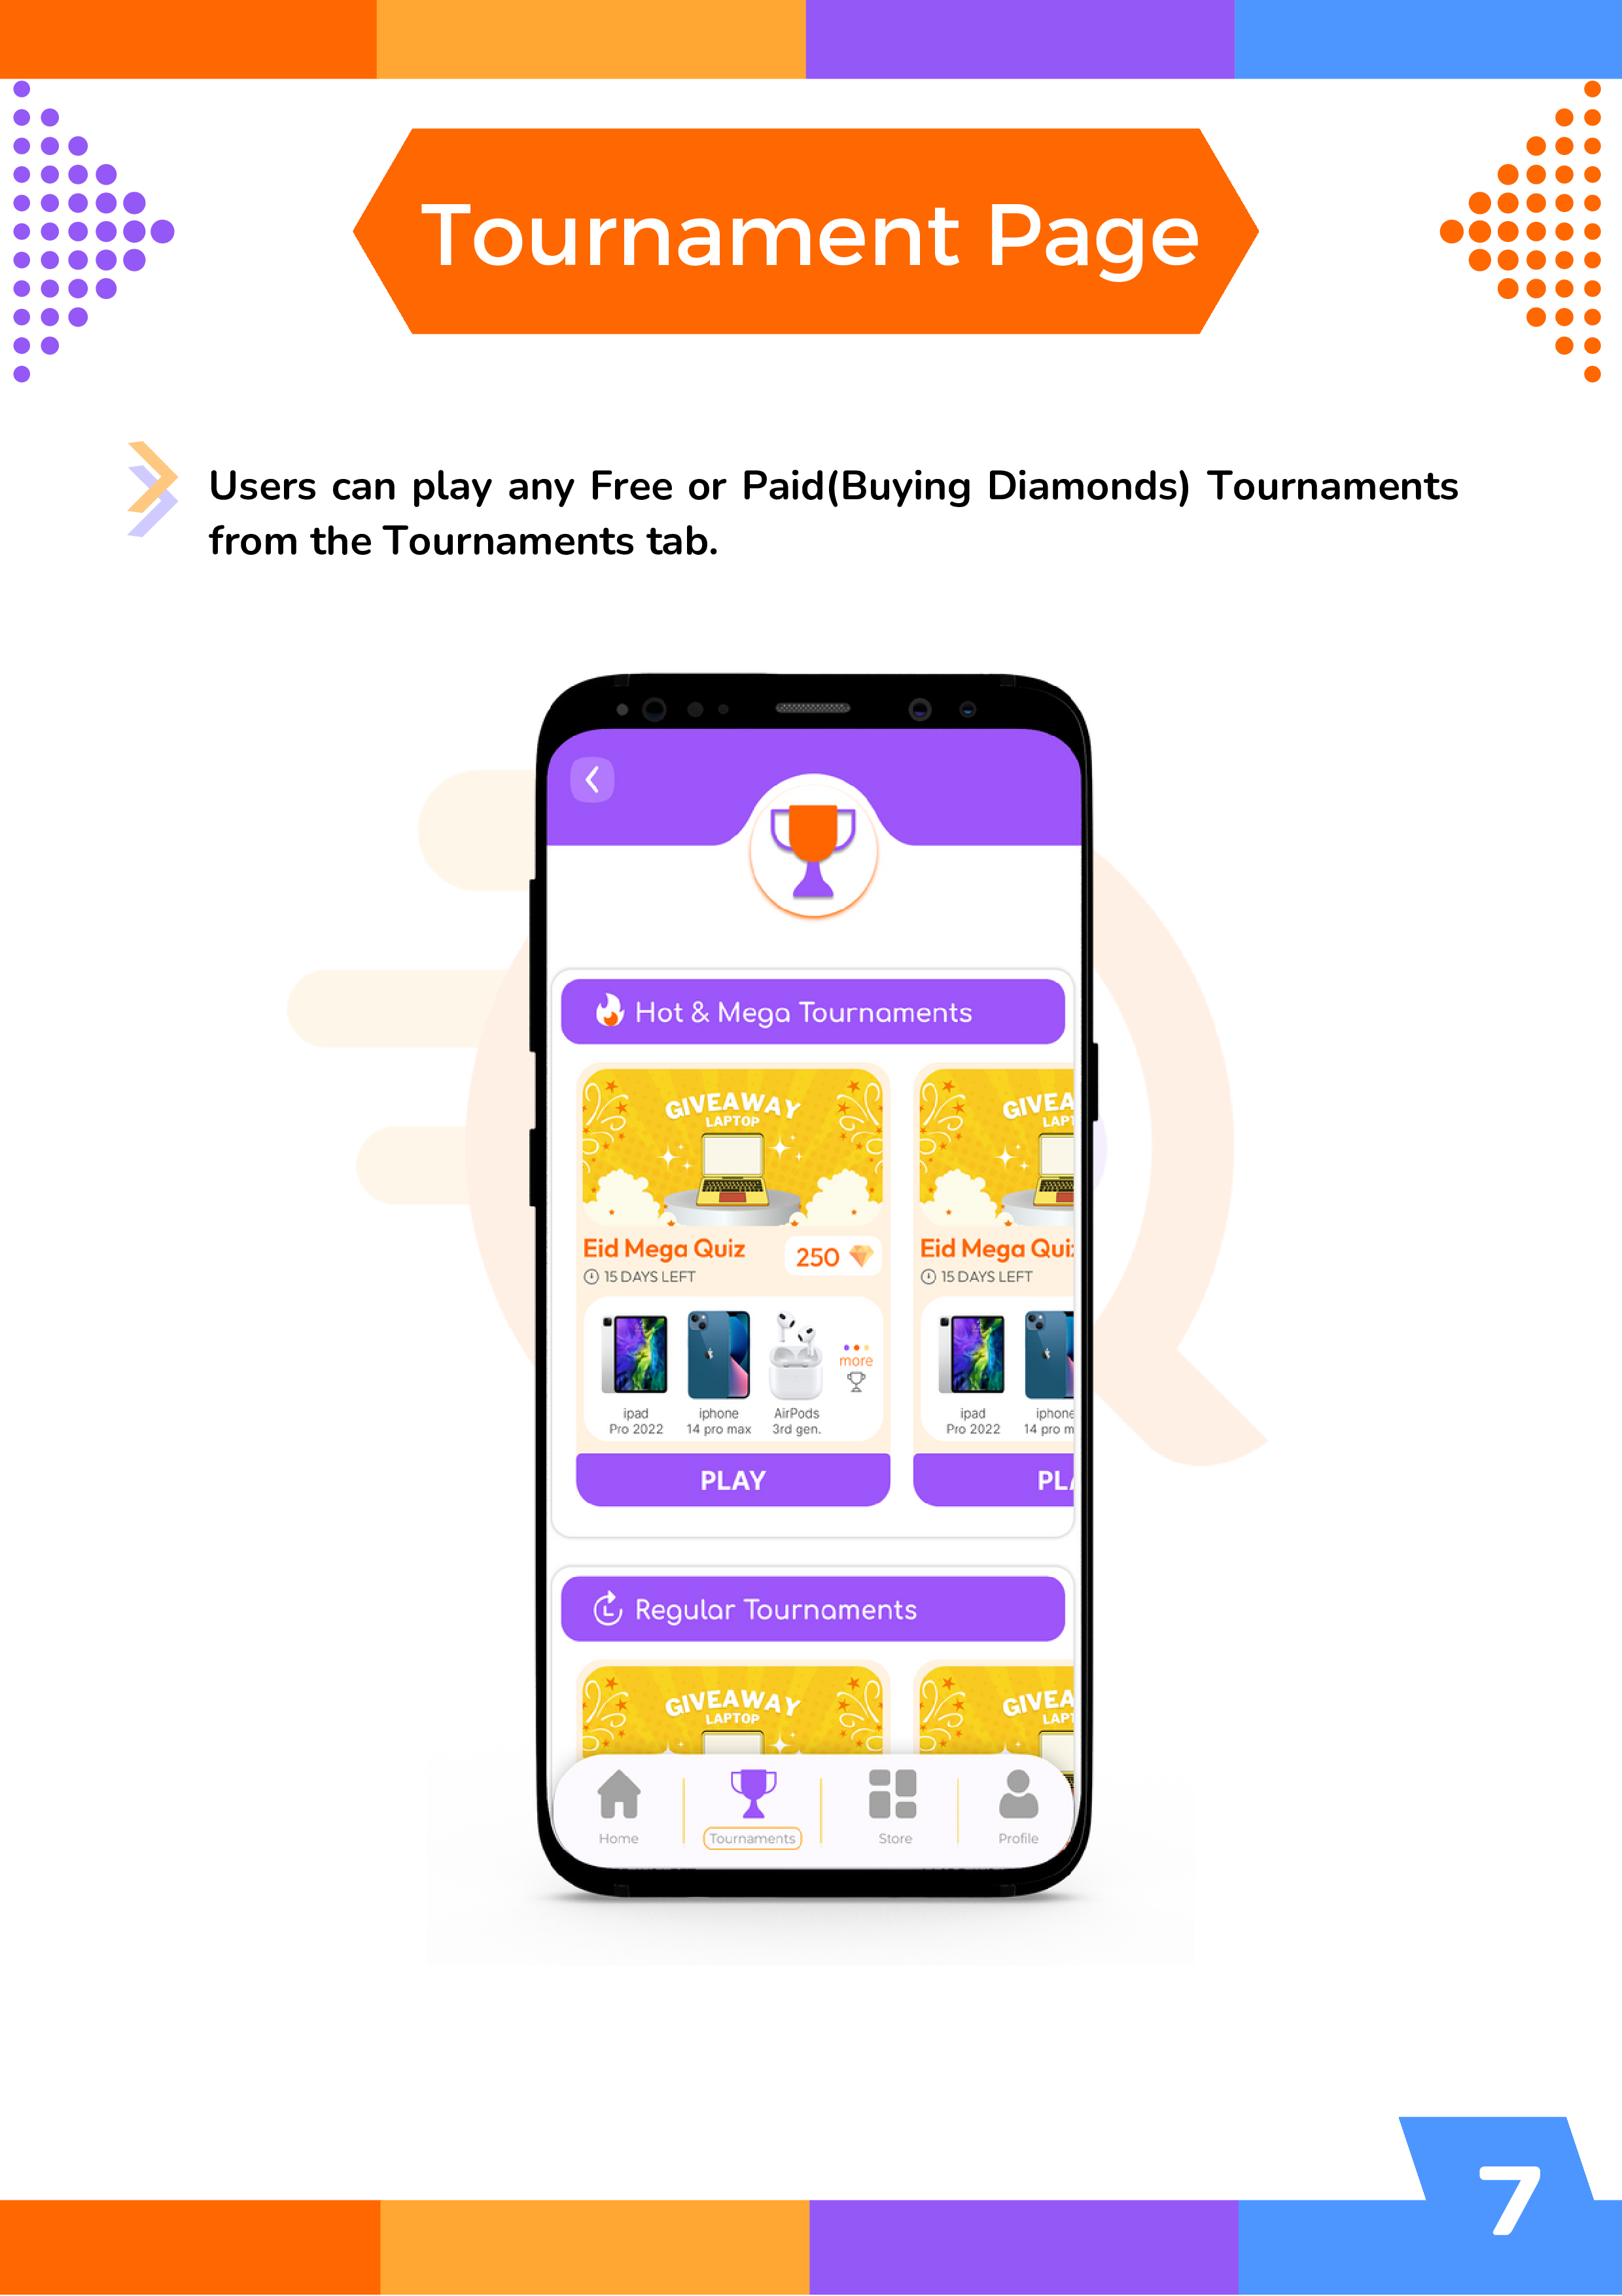 Tournament Page
Users can play any Free or Paid(Buying Diamonds) Tournaments
from the Tournaments tab.
Hot & Mega Tournaments
GIVEAWAY
LAPTOP
Eid Mega Quiz
250
15 DAYS LEFT
ipad
Pro 2022
iphone
14 pro max
AirPods
3rd gen.
more
PLAY
GIVEA
LAPT
Eid Mega Qui
15 DAYS LEFT
ipad
Pro 2022
iphone
14 pro m
PLA
Regular Tournaments
GIVEAWAY
LAPTOP
GIVEA
LAPT
Home
Tournaments
Store
Profile
7